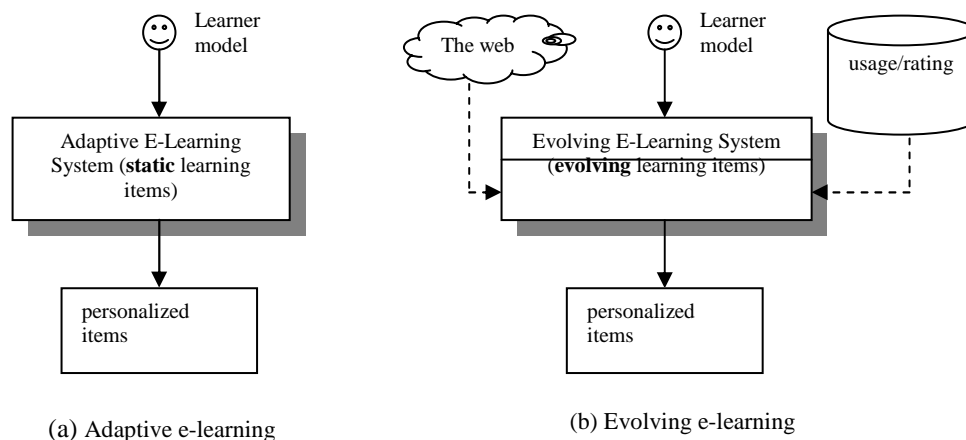 Learner
model
Adaptive E-Learning
System (static learning
items)
personalized
items
(a) Adaptive e-learning
The web
Learner
model
usage/rating
Evolving E-Learning System
(evolving learning items)
personalized
items
(b) Evolving e-learning